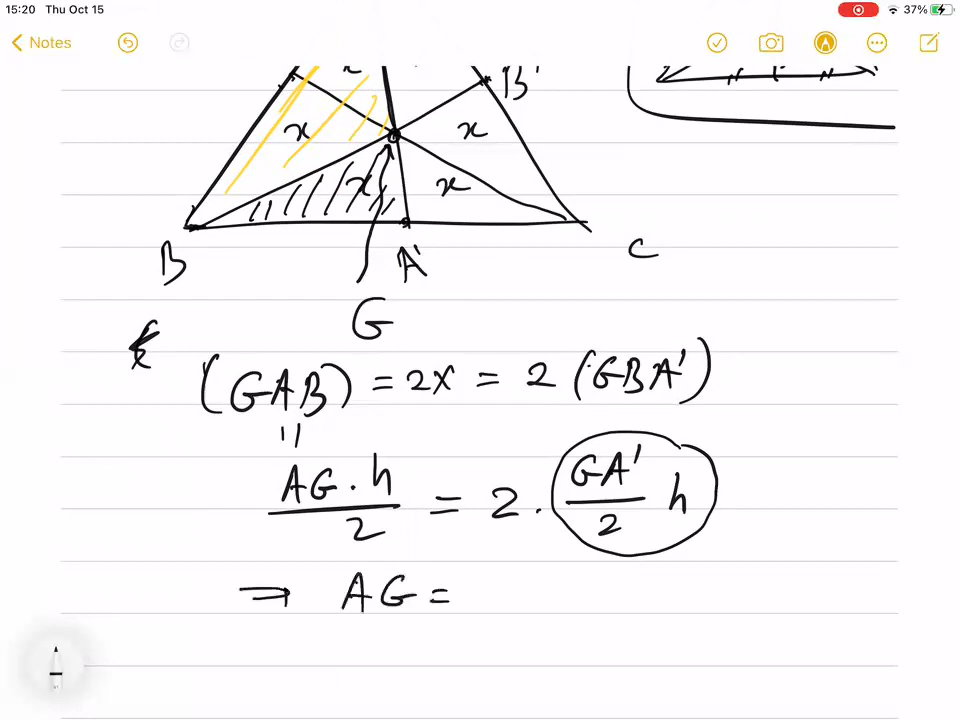 15:20 Thu Oct 15 37%
Notes
B'
x x
x x
B A' C
G
(GAB) = 2x = 2 (GBA')
"
AG · h / 2 = 2 · GA' / 2 h
⇒ AG =